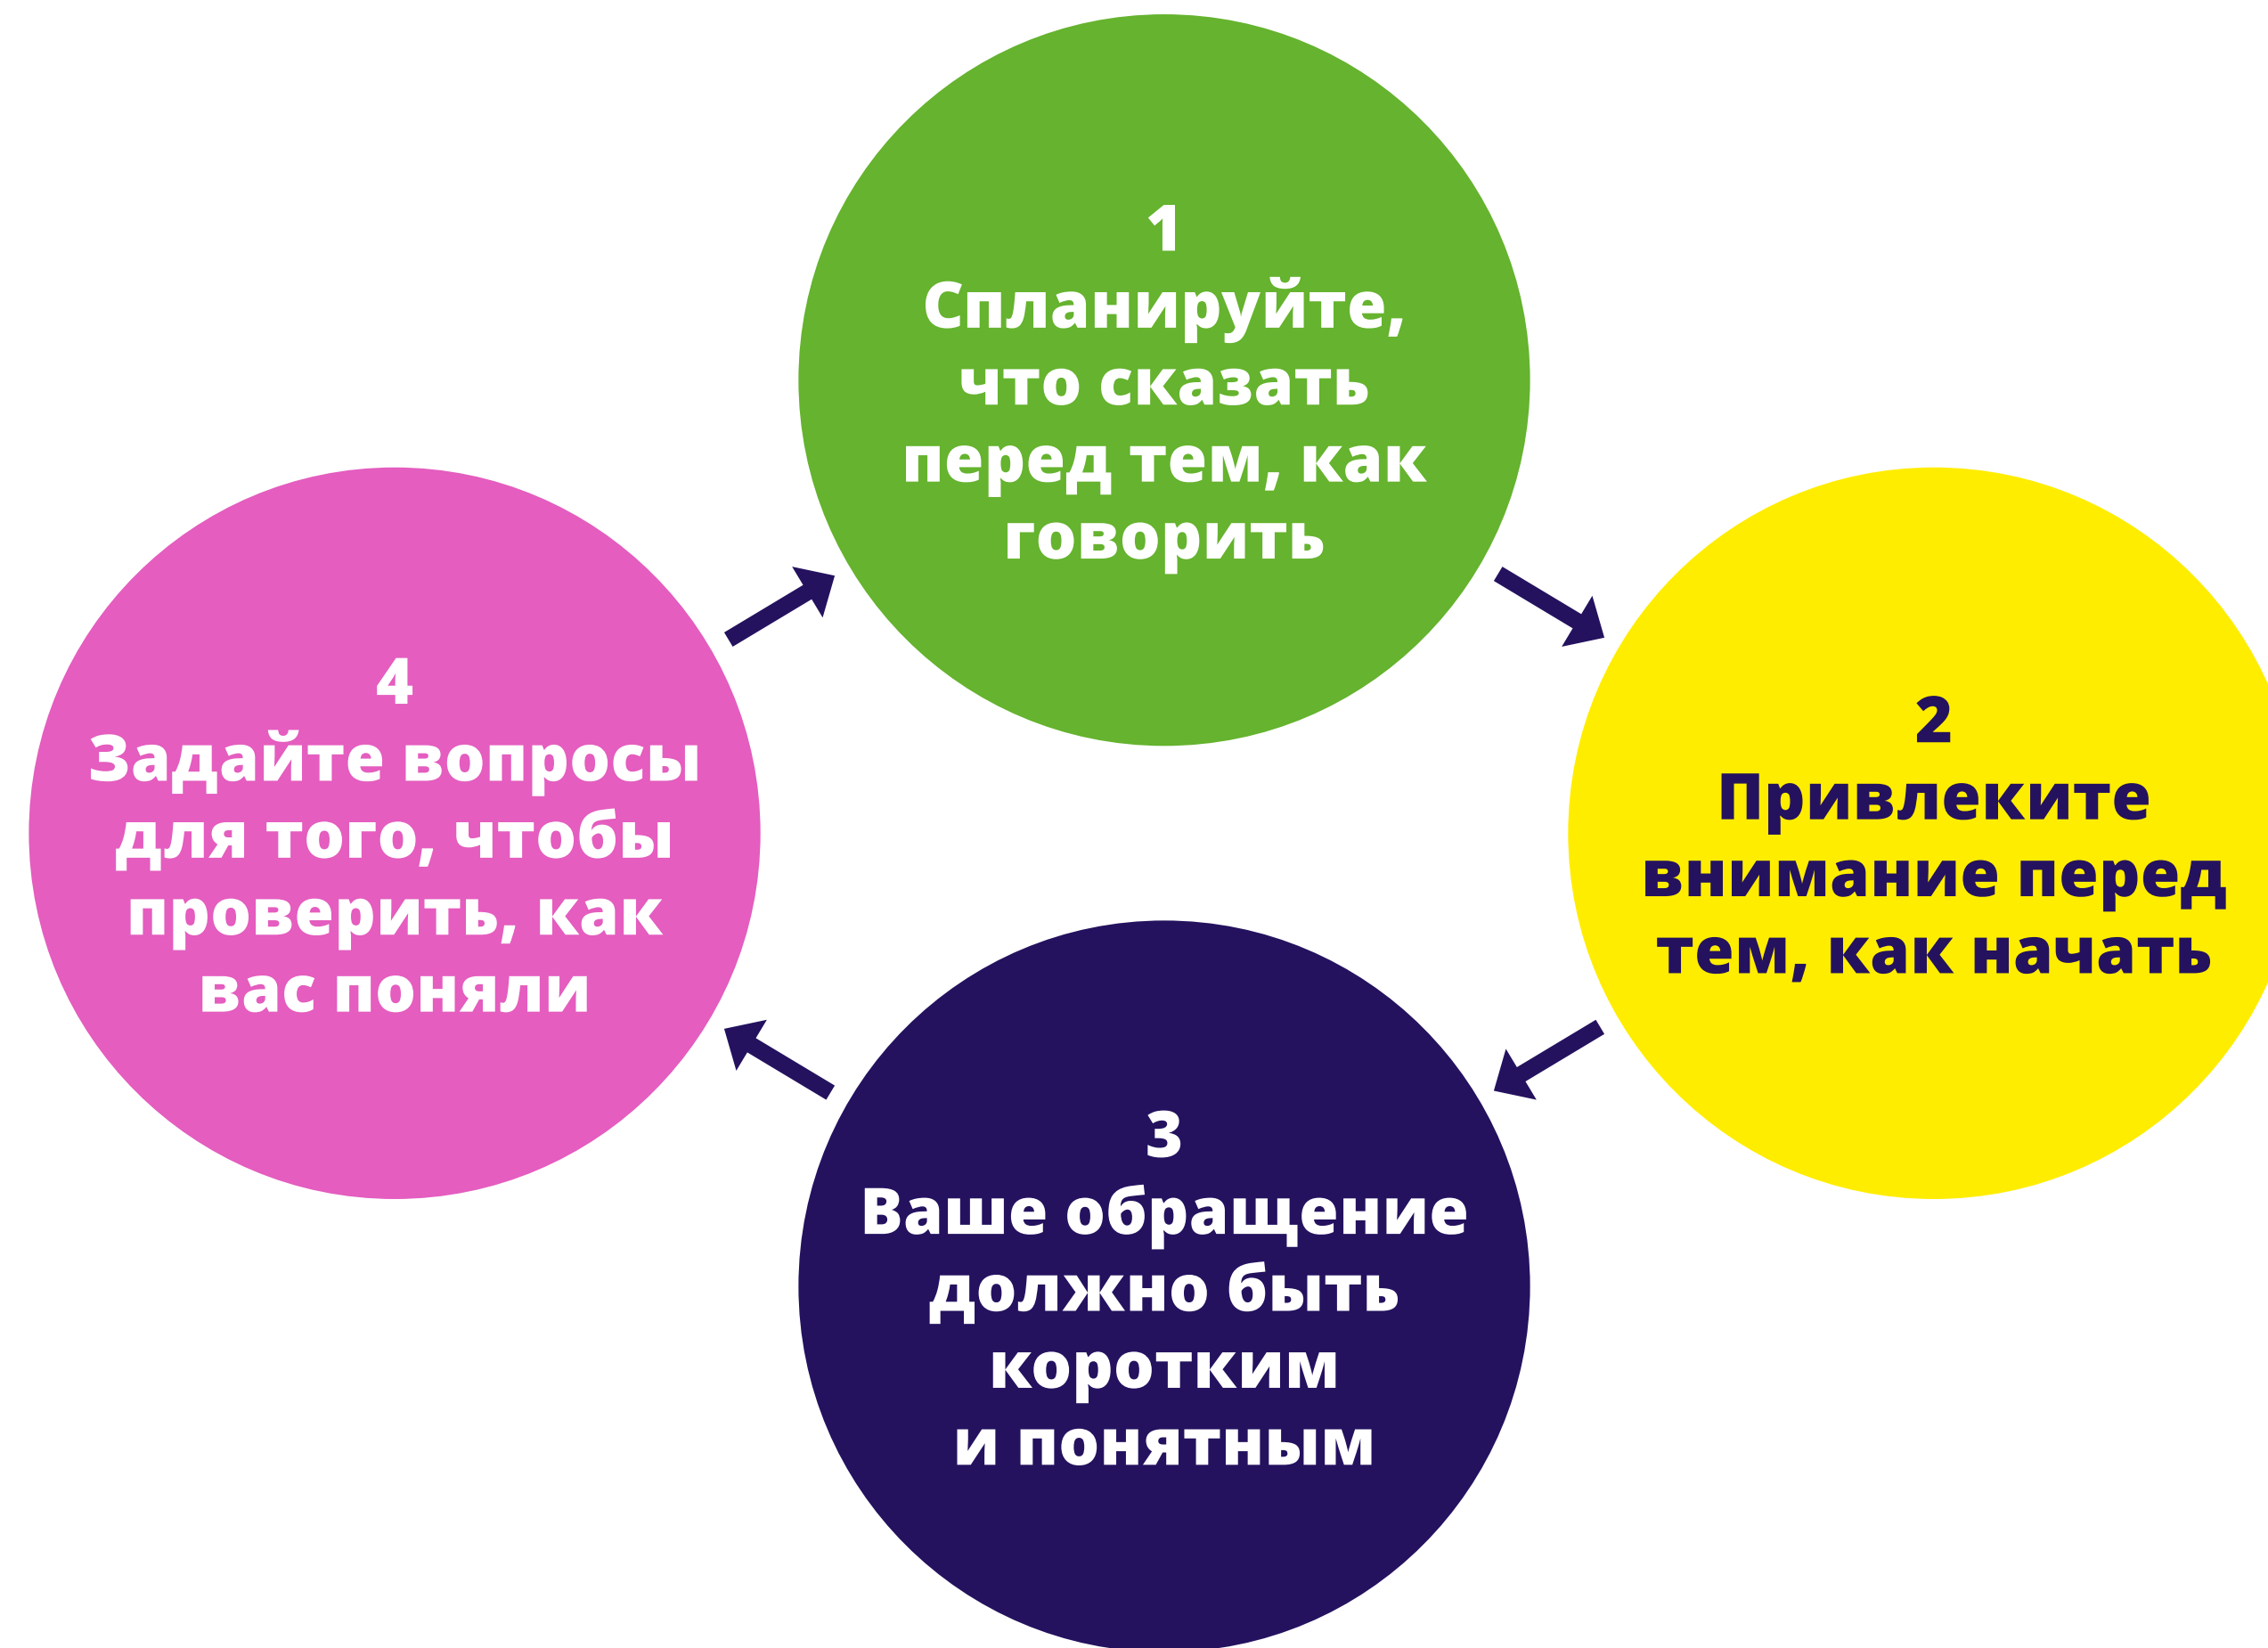 1
Спланируйте,
что сказать
перед тем, как
говорить
2
Привлеките
внимание перед
тем, как начать
3
Ваше обращение
должно быть
коротким
и понятным
4
Задайте вопросы
для того, чтобы
проверить, как
вас поняли